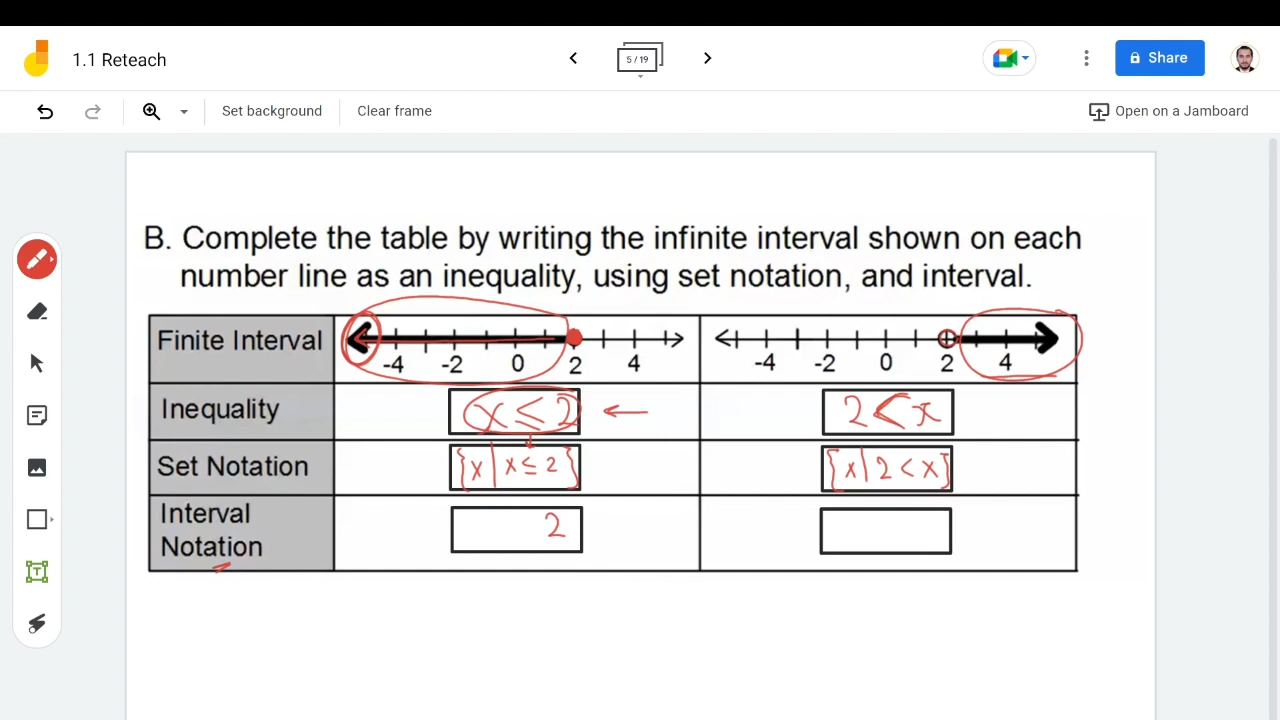 1.1 Reteach
5 / 19
Share
Set background
Clear frame
Open on a Jamboard
B. Complete the table by writing the infinite interval shown on each
number line as an inequality, using set notation, and interval.
Finite Interval
-4 -2 0 2 4
-4 -2 0 2 4
Inequality
x ≤ 2 ←
2 < x
Set Notation
{x | x ≤ 2}
{x | 2 < x}
Interval
Notation
2
T